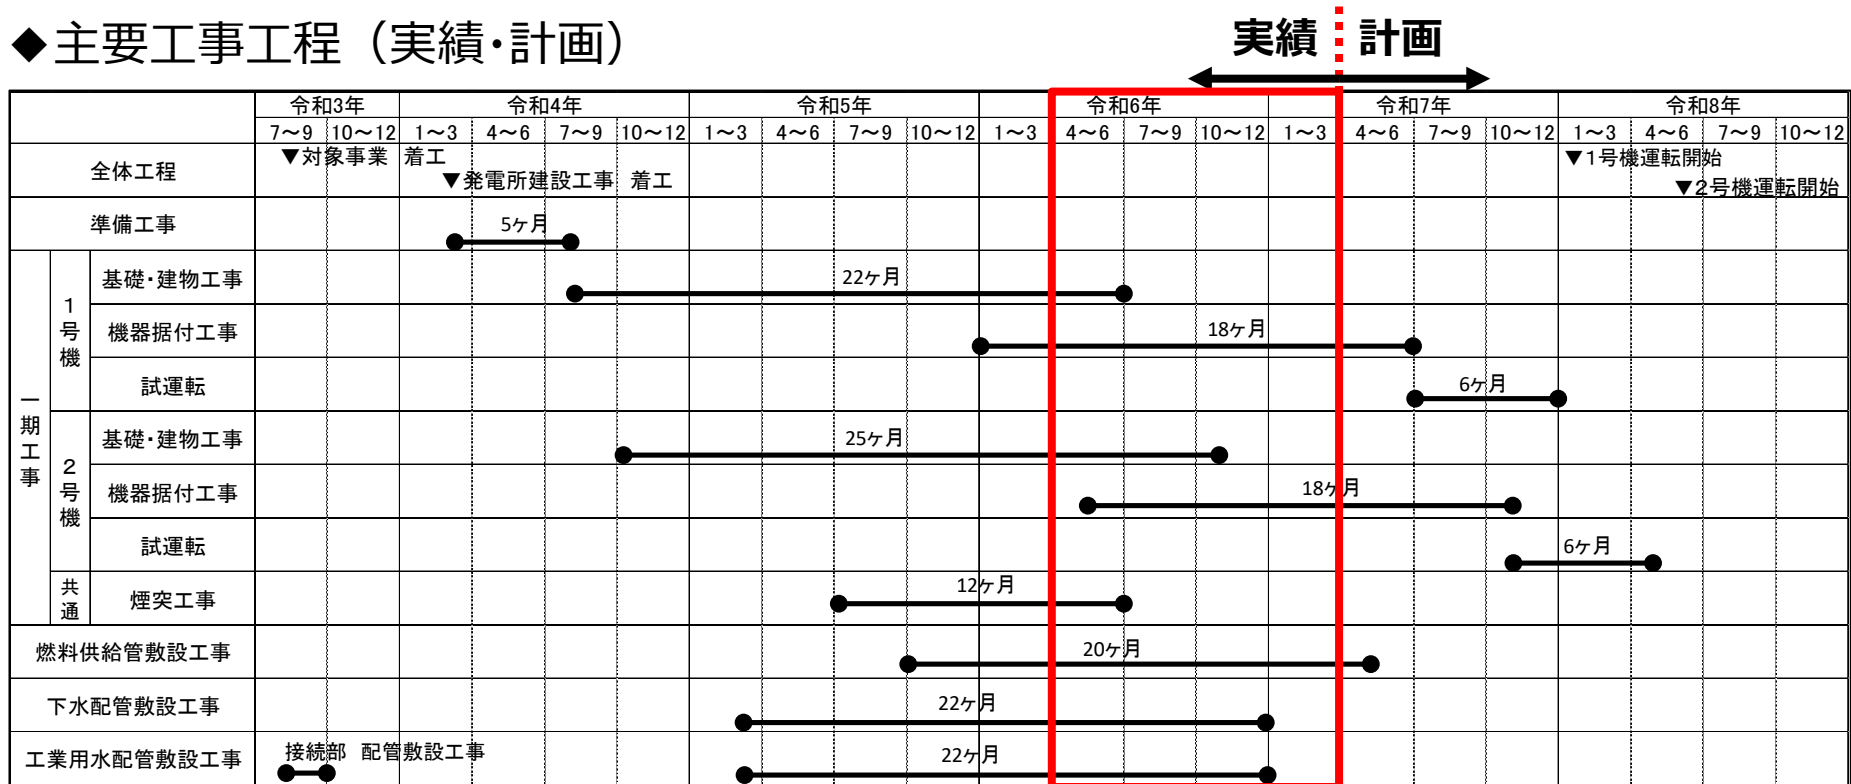 ◆主要工事工程（実績・計画）
実績 計画
令和3年 令和4年 令和5年 令和6年 令和7年 令和8年
7～9 10～12 1～3 4～6 7～9 10～12 1～3 4～6 7～9 10～12 1～3 4～6 7～9 10～12 1～3 4～6 7～9 10～12 1～3 4～6 7～9 10～12
全体工程
▼対象事業 着工
▼発電所建設工事 着工
▼1号機運転開始
▼2号機運転開始
準備工事 5ヶ月
一期工事
1号機
基礎・建物工事 22ヶ月
機器据付工事 18ヶ月
試運転 6ヶ月
2号機
基礎・建物工事 25ヶ月
機器据付工事 18ヶ月
試運転 6ヶ月
共通
煙突工事 12ヶ月
燃料供給管敷設工事 20ヶ月
下水配管敷設工事 22ヶ月
工業用水配管敷設工事 接続部 配管敷設工事 22ヶ月